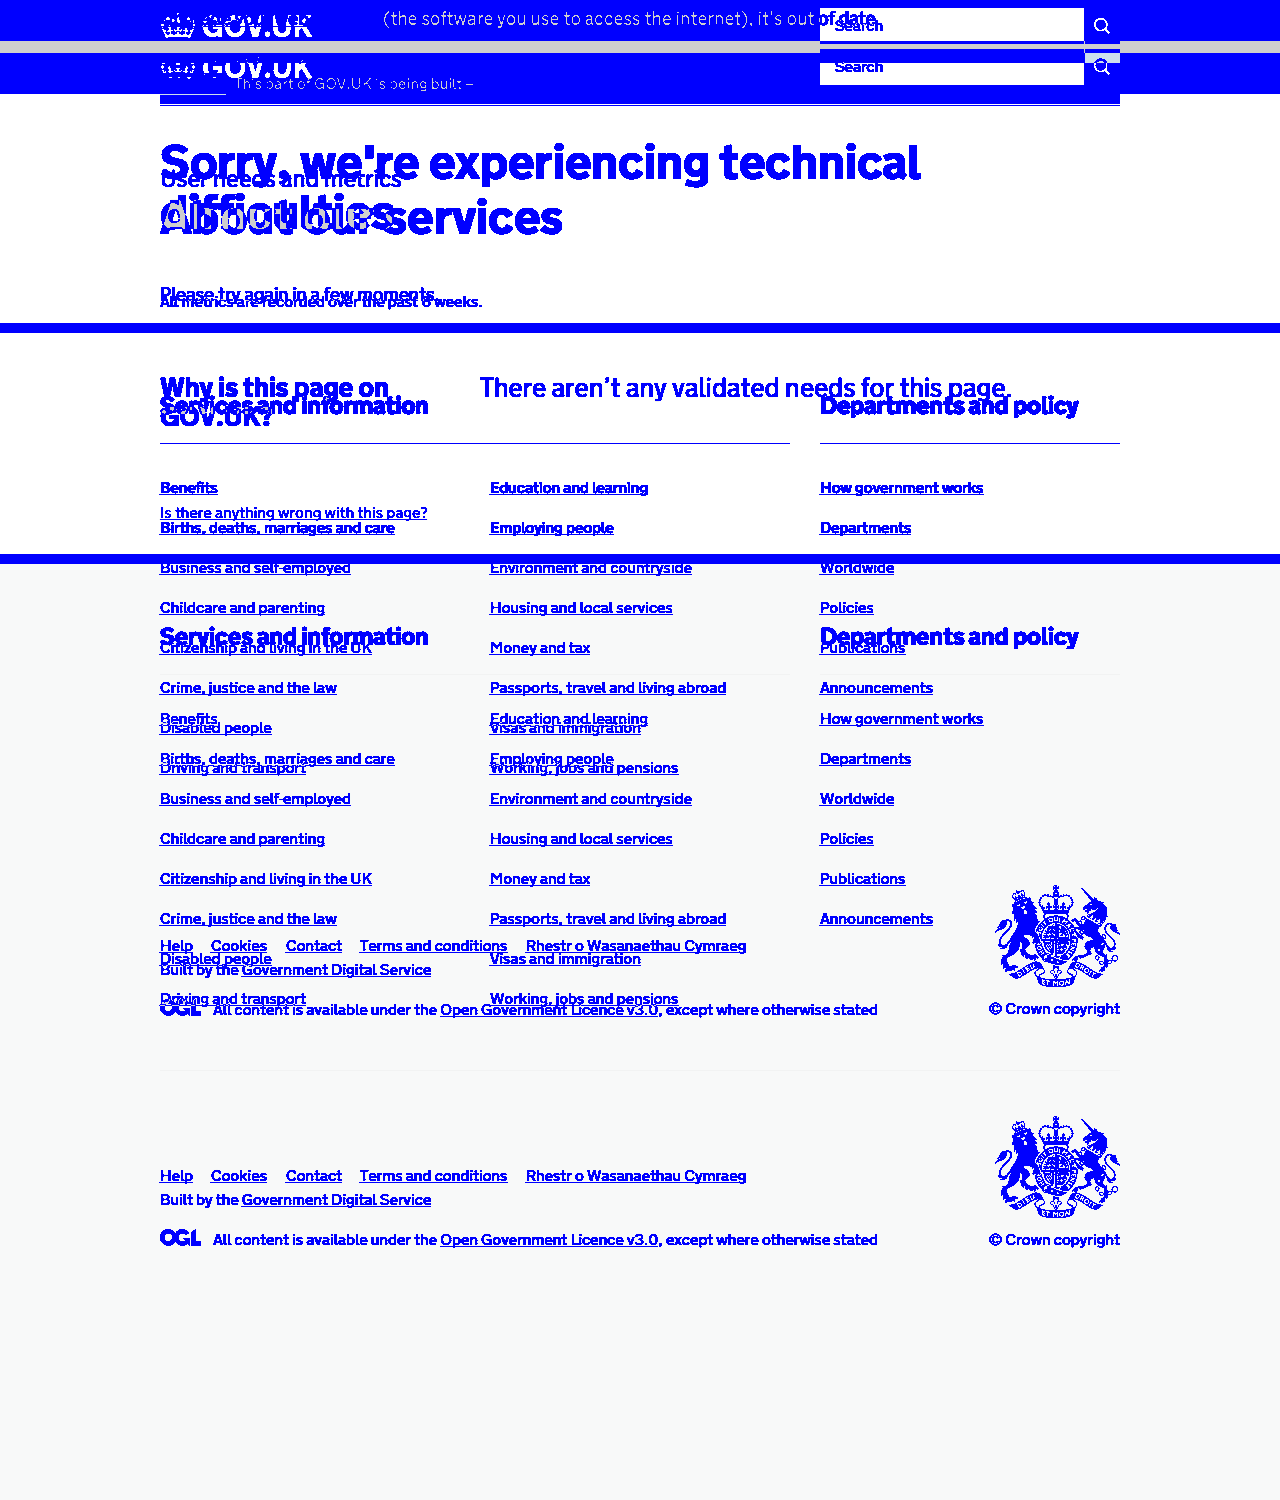 (the software you use to access the internet), it's out of date
GOV.UK
Search
GOV.UK
Search
This part of GOV.UK is being built –
Sorry, we're experiencing technical
User needs and metrics
difficulties
About our services
Please try again in a few moments.
All metrics are recorded over the past 6 weeks.
Why is this page on There aren't any validated needs for this page.
Services and information Departments and policy
GOV.UK?
Benefits Education and learning How government works
Is there anything wrong with this page?
Births, deaths, marriages and care Employing people Departments
Business and self-employed Environment and countryside Worldwide
Childcare and parenting Housing and local services Policies
Services and information Departments and policy
Citizenship and living in the UK Money and tax Publications
Crime, justice and the law Passports, travel and living abroad Announcements
Benefits Education and learning How government works
Disabled people Visas and immigration
Births, deaths, marriages and care Employing people Departments
Driving and transport Working, jobs and pensions
Business and self-employed Environment and countryside Worldwide
Childcare and parenting Housing and local services Policies
Citizenship and living in the UK Money and tax Publications
Crime, justice and the law Passports, travel and living abroad Announcements
Help Cookies Contact Terms and conditions Rhestr o Wasanaethau Cymraeg
Disabled people Visas and immigration
Built by the Government Digital Service
Driving and transport Working, jobs and pensions
OGL All content is available under the Open Government Licence v3.0, except where otherwise stated © Crown copyright
Help Cookies Contact Terms and conditions Rhestr o Wasanaethau Cymraeg
Built by the Government Digital Service
OGL All content is available under the Open Government Licence v3.0, except where otherwise stated © Crown copyright